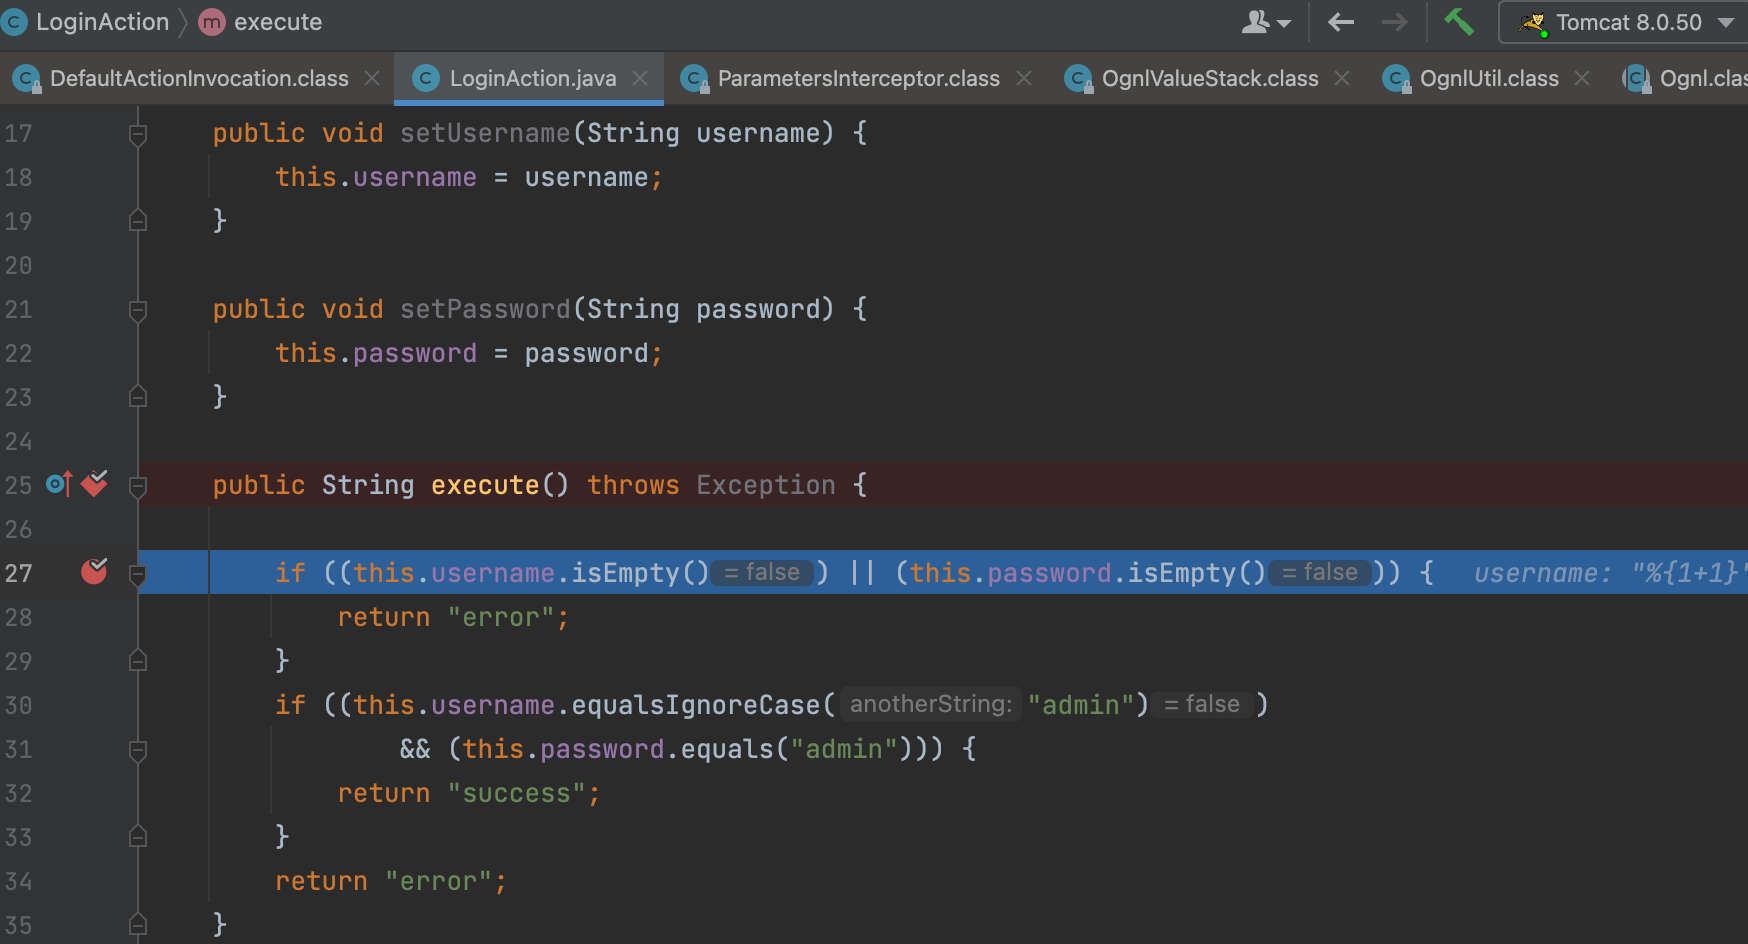 LoginAction execute Tomcat 8.0.50
DefaultActionInvocation.class LoginAction.java ParametersInterceptor.class OgnlValueStack.class OgnlUtil.class Ognl.clas
17 public void setUsername(String username) {
18 this.username = username;
19 }
20
21 public void setPassword(String password) {
22 this.password = password;
23 }
24
25 public String execute() throws Exception {
26
27 if ((this.username.isEmpty() = false ) || (this.password.isEmpty() = false )) { username: "%{1+1}"
28 return "error";
29 }
30 if ((this.username.equalsIgnoreCase( anotherString: "admin") = false )
31 && (this.password.equals("admin"))) {
32 return "success";
33 }
34 return "error";
35 }